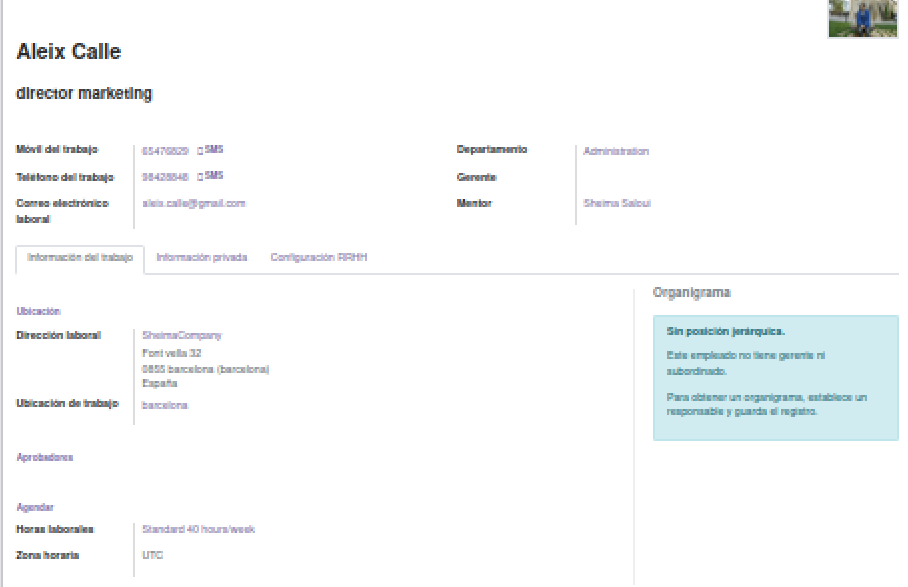 Aleix Calle
director marketing
Móvil del trabajo 65476829 SMS
Teléfono del trabajo 98428848 SMS
Correo electrónico laboral aleix.calle@gmail.com
Departamento Administration
Gerente
Mentor Sheima Saloui
Información del trabajo Información privada Configuración RRHH
Ubicación
Dirección laboral SheimaCompany
Font vella 32
0855 barcelona (barcelona)
España
Ubicación de trabajo barcelona
Aprobadores
Agendar
Horas laborales Standard 40 hours/week
Zona horaria UTC
Organigrama
Sin posición jerárquica.
Este empleado no tiene gerente ni
subordinado.
Para obtener un organigrama, establece un
responsable y guarda el registro.